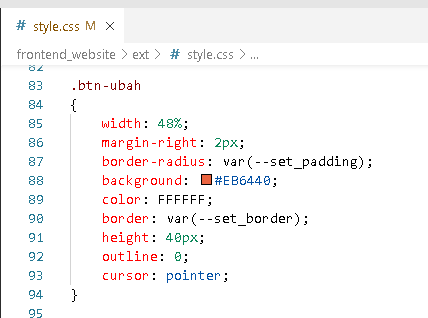 # style.css M ×
frontend_website > ext > # style.css > ...
82
83 .btn-ubah
84 {
85 width: 48%;
86 margin-right: 2px;
87 border-radius: var(--set_padding);
88 background: #EB6440;
89 color: FFFFFF;
90 border: var(--set_border);
91 height: 40px;
92 outline: 0;
93 cursor: pointer;
94 }
95